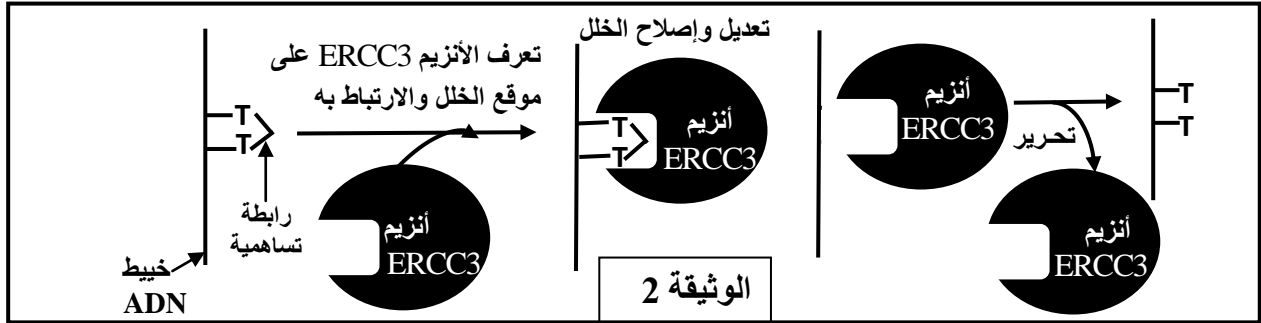 تعرف الأنزيم ERCC3 على
موقع الخلل والارتباط به
تعديل وإصلاح الخلل
T
T
رابطة
تساهمية
خييط
ADN
أنزيم
ERCC3
T
T
أنزيم
ERCC3
أنزيم
ERCC3
تحرير
أنزيم
ERCC3
T
T
الوثيقة 2